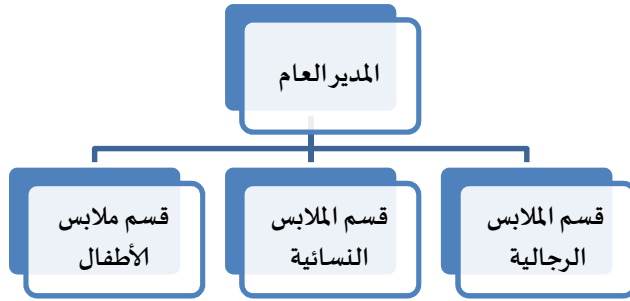 المدير العام
قسم الملابس
الرجالية
قسم الملابس
النسائية
قسم ملابس
الأطفال